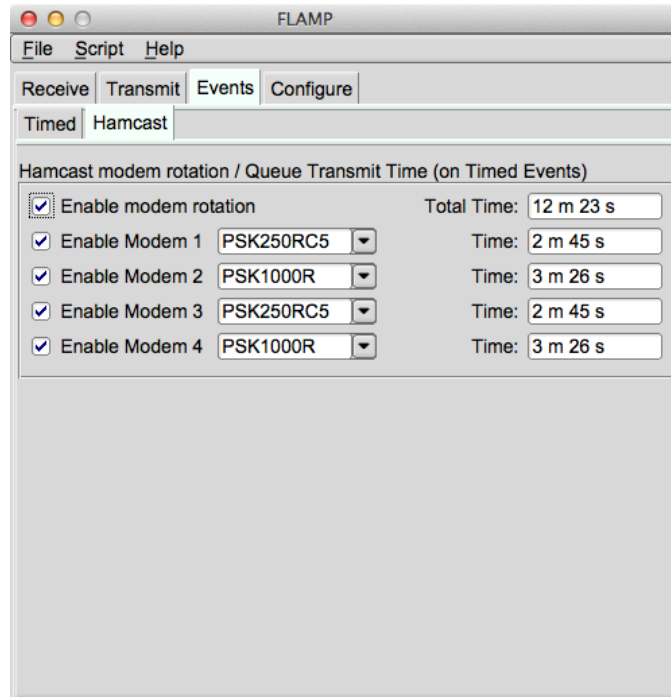 FLAMP
File Script Help
Receive Transmit Events Configure
Timed Hamcast
Hamcast modem rotation / Queue Transmit Time (on Timed Events)
Enable modem rotation Total Time: 12 m 23 s
Enable Modem 1 PSK250RC5 Time: 2 m 45 s
Enable Modem 2 PSK1000R Time: 3 m 26 s
Enable Modem 3 PSK250RC5 Time: 2 m 45 s
Enable Modem 4 PSK1000R Time: 3 m 26 s